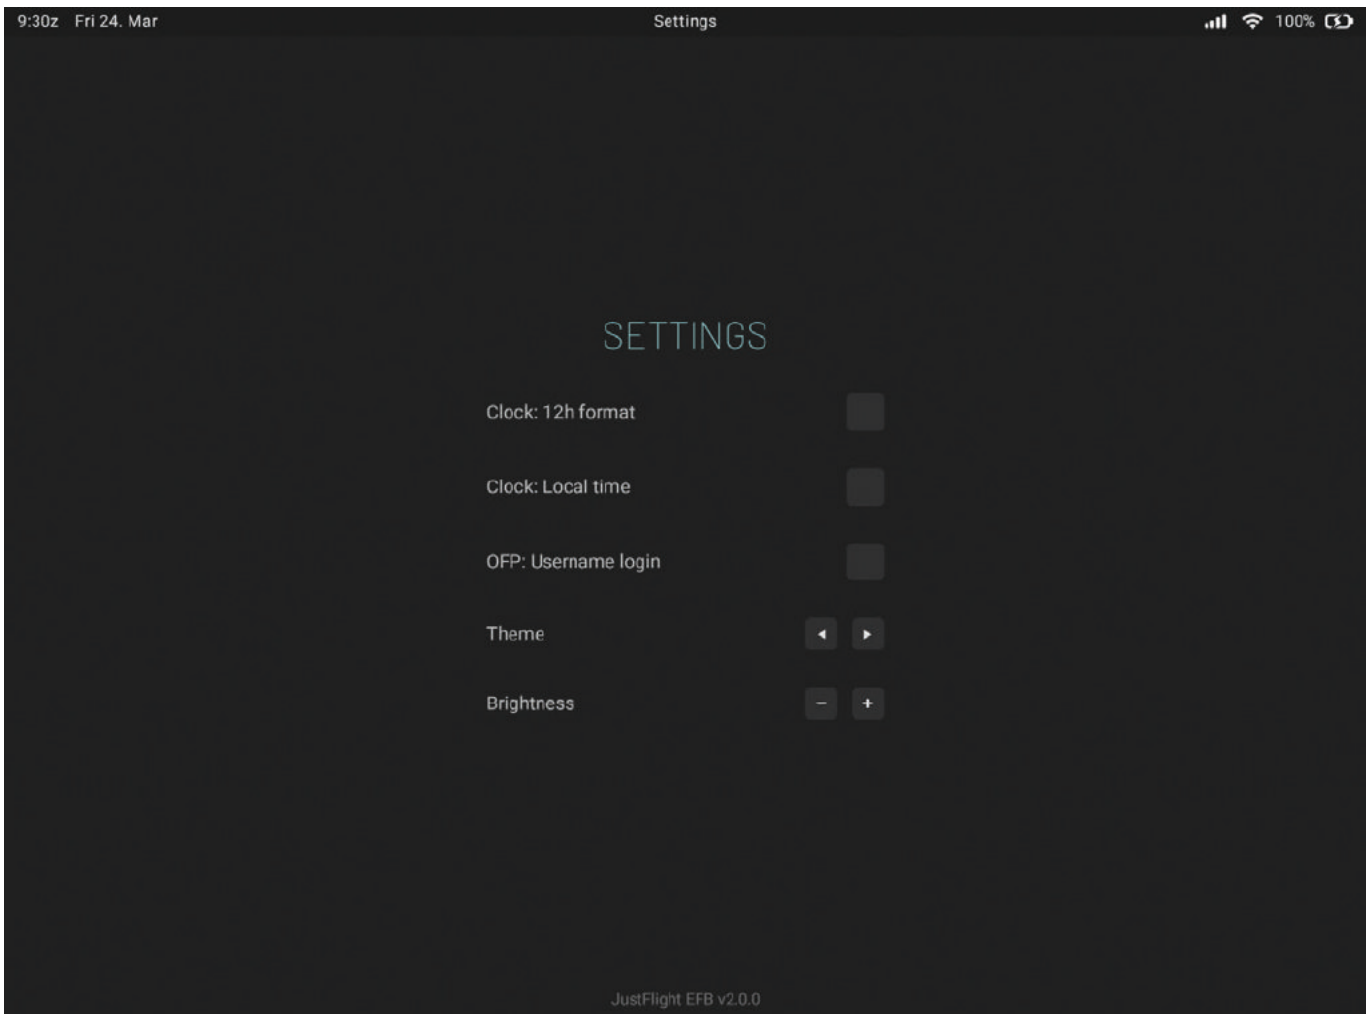 9:30z Fri 24. Mar Settings 100%
SETTINGS
Clock: 12h format
Clock: Local time
OFP: Username login
Theme
Brightness - +
JustFlight EFB v2.0.0